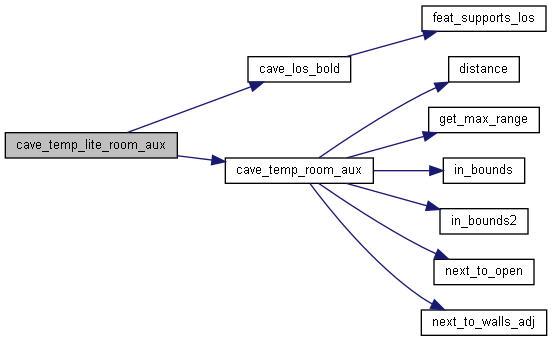 feat_supports_los
cave_los_bold
distance
get_max_range
cave_temp_lite_room_aux
cave_temp_room_aux
in_bounds
in_bounds2
next_to_open
next_to_walls_adj